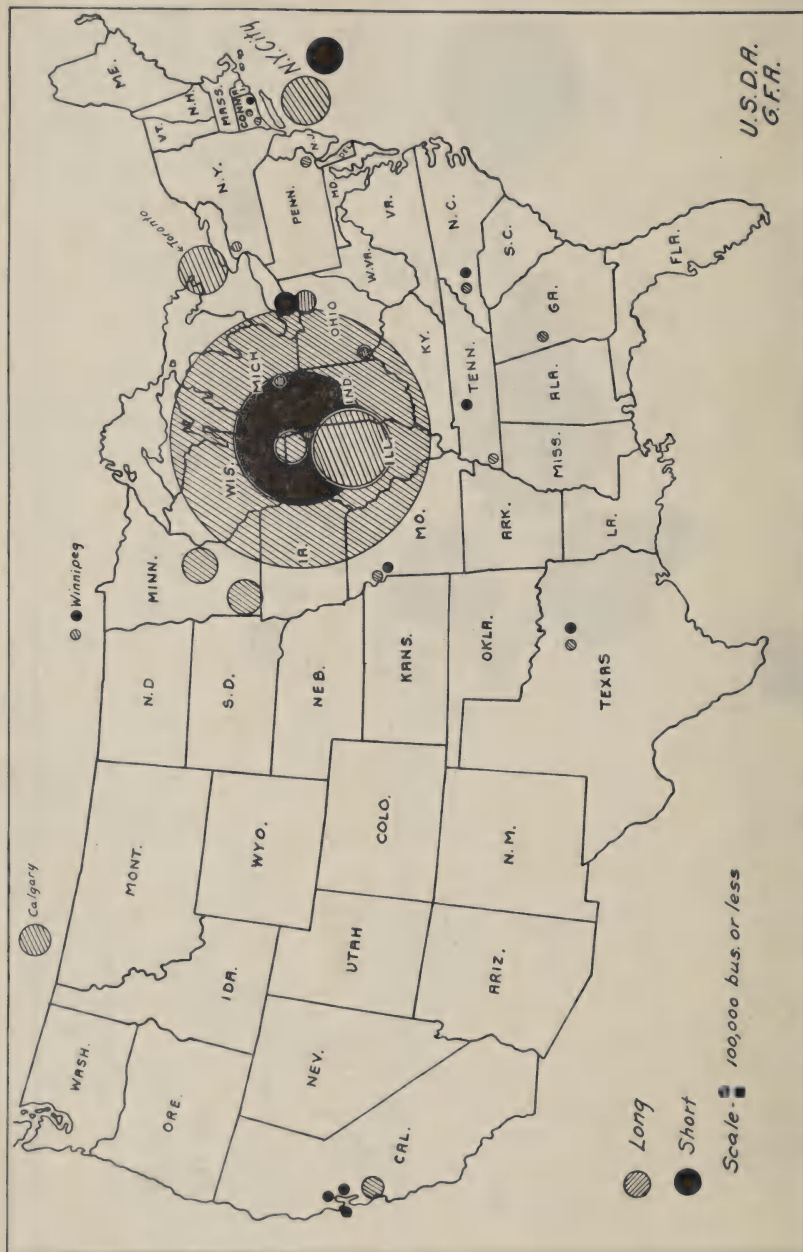 WASH.
ORE.
CAL.
NEV.
IDA.
MONT.
WYO.
UTAH
ARIZ.
COLO.
N.M.
N.D
S.D.
NEB.
KANS.
OKLA.
TEXAS
MINN.
IA.
MO.
ARK.
LA.
WIS.
ILL.
MICH
IND.
OHIO
KY.
TENN.
MISS.
ALA.
GA.
FLA.
S.C.
N.C.
VA.
W.VA.
MD.
DEL
PENN.
N.J.
N.Y.
CONN.
MASS.
VT.
N.H.
ME.
Calgary
Winnipeg
Toronto
N.Y. City
Long
Short
Scale- 100,000 bus. or less
U.S.D.A.
G.F.A.